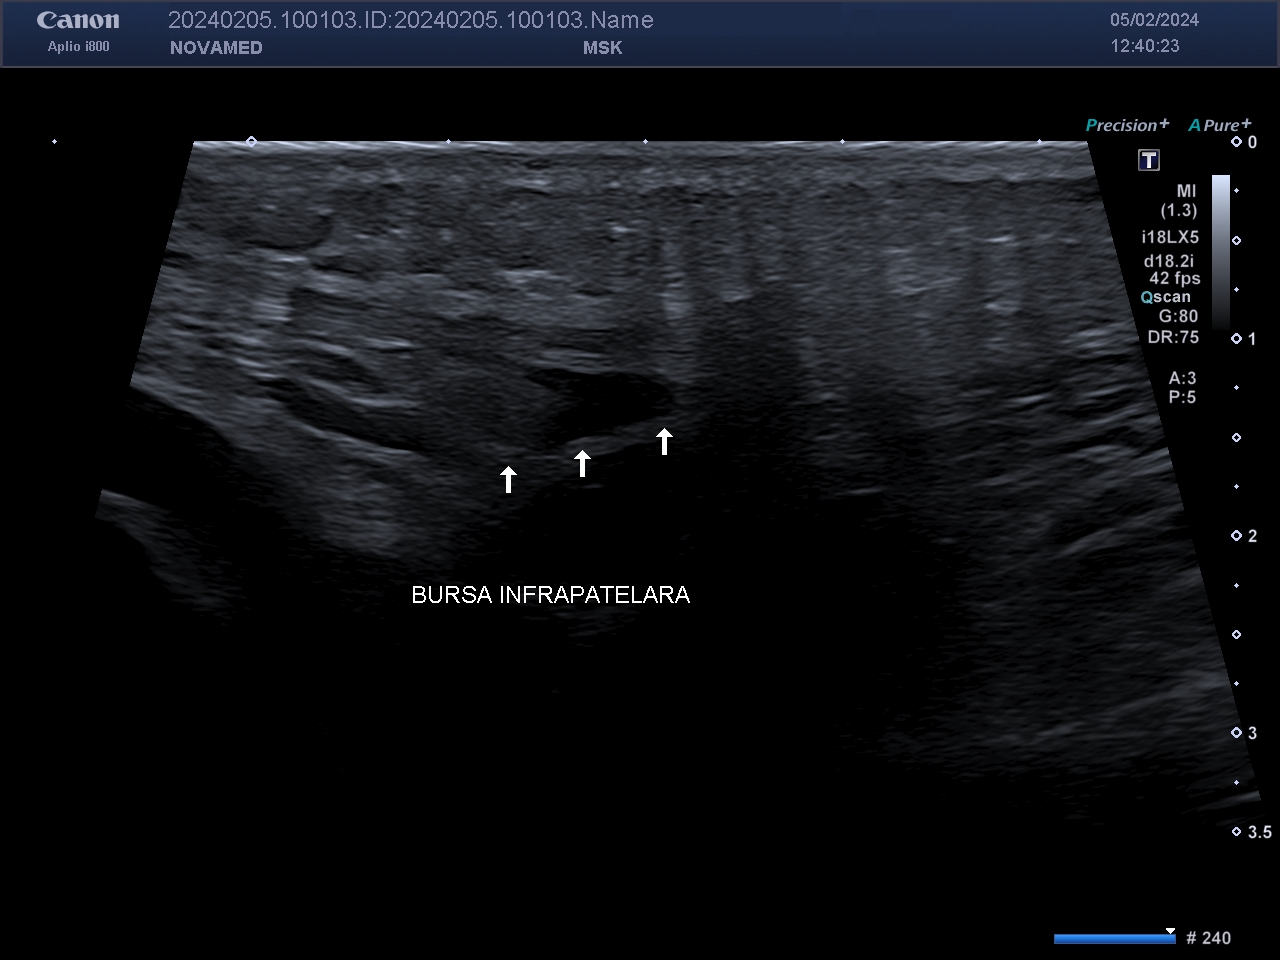 Canon
Aplio i800
20240205.100103.ID:20240205.100103.Name
NOVAMED
MSK
05/02/2024
12:40:23
Precision+ APure+
T
MI
(1.3)
i18LX5
d18.2i
42 fps
Qscan
G:80
DR:75
A:3
P:5
0
1
2
3
3.5
BURSA INFRAPATELARA
# 240